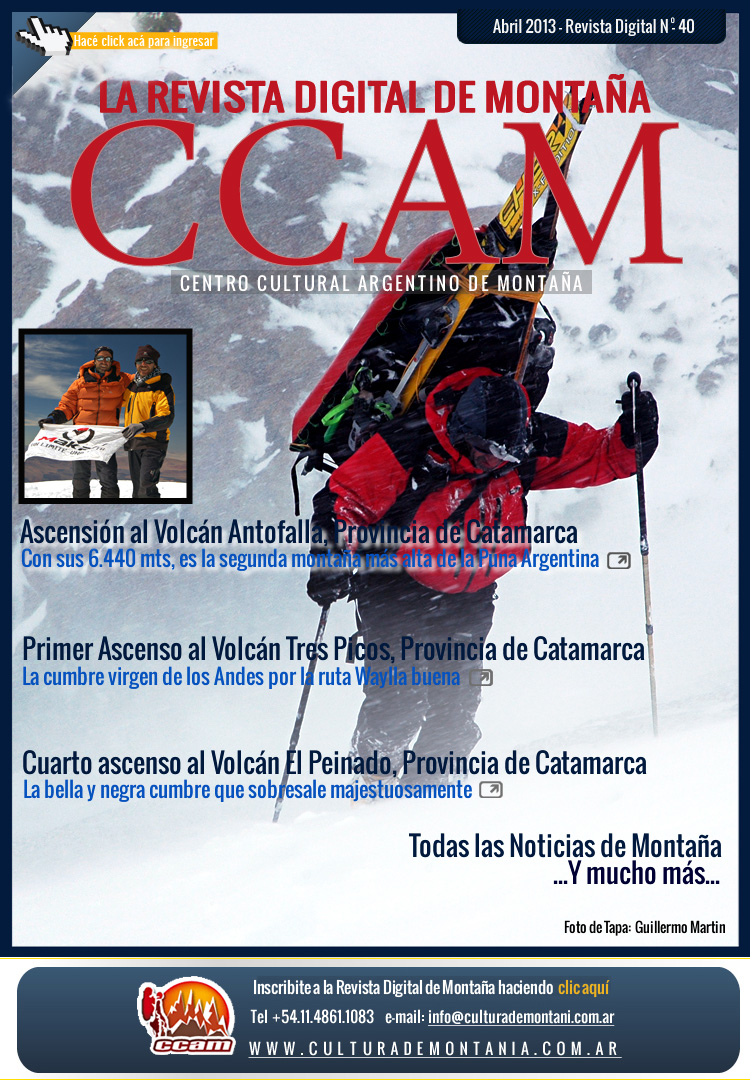 Abril 2013 - Revista Digital Nº 40
Hacé click acá para ingresar
LA REVISTA DIGITAL DE MONTAÑA
CCAM
CENTRO CULTURAL ARGENTINO DE MONTAÑA
Ascensión al Volcán Antofalla, Provincia de Catamarca
Con sus 6.440 mts, es la segunda montaña más alta de la Puna Argentina
Primer Ascenso al Volcán Tres Picos, Provincia de Catamarca
La cumbre virgen de los Andes por la ruta Waylla buena
Cuarto ascenso al Volcán El Peinado, Provincia de Catamarca
La bella y negra cumbre que sobresale majestuosamente
Todas las Noticias de Montaña
...Y mucho más...
Foto de Tapa: Guillermo Martin
Inscribite a la Revista Digital de Montaña haciendo clic aquí
Tel +54.11.4861.1083 e-mail: info@culturademontani.com.ar
WWW.CULTURADEMONTANIA.COM.AR
ccam